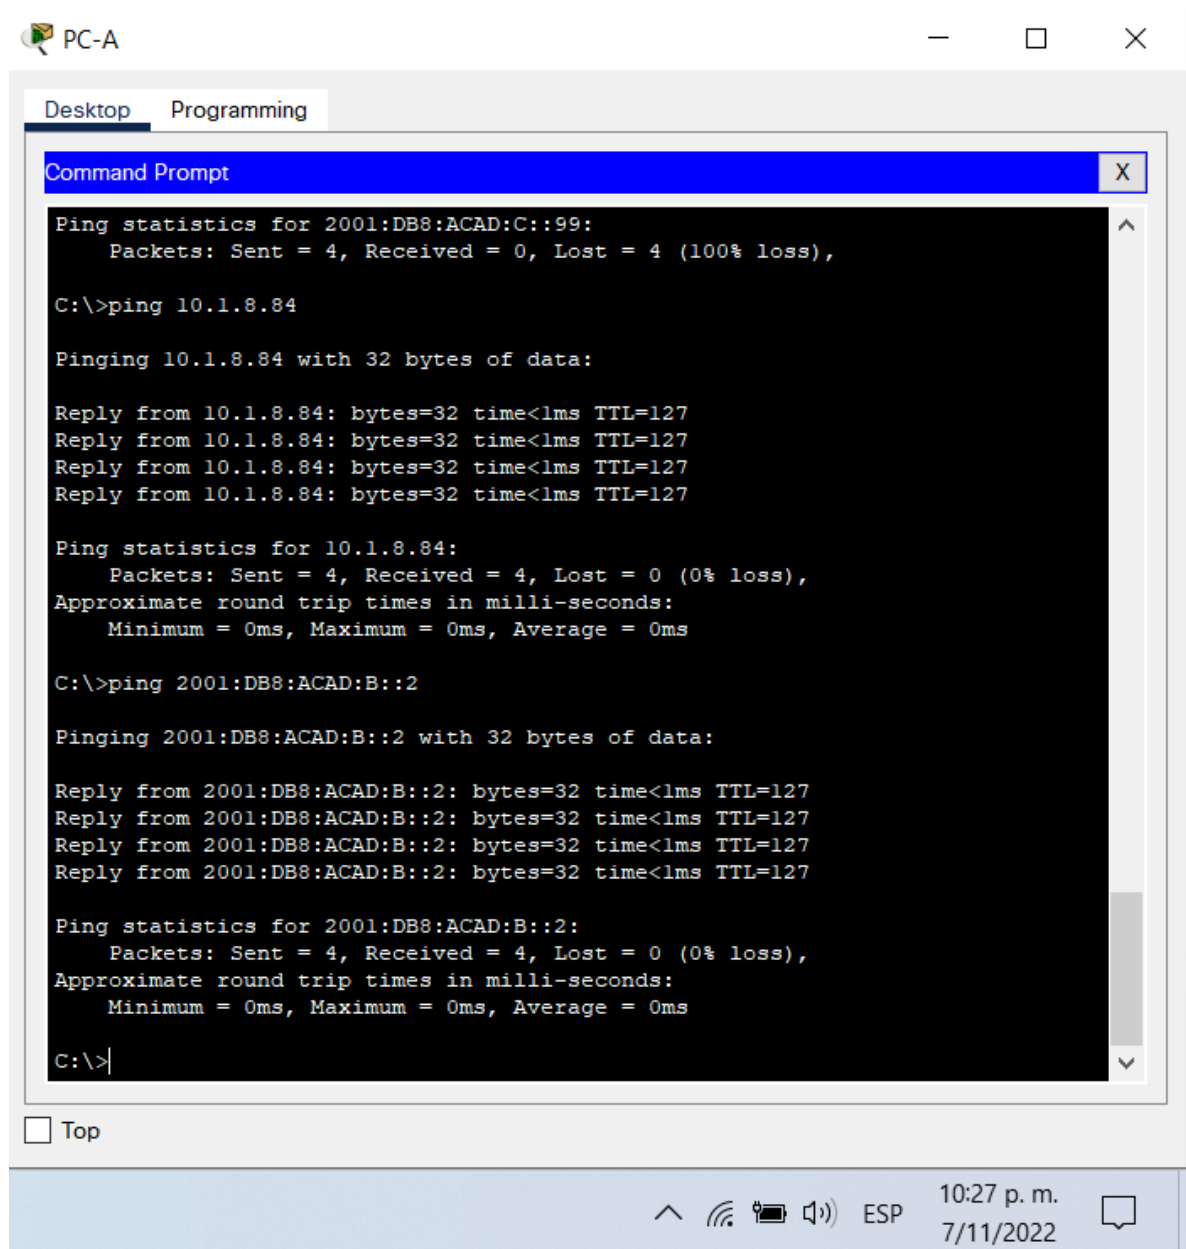 PC-A
Desktop Programming
Command Prompt X
Ping statistics for 2001:DB8:ACAD:C::99:
Packets: Sent = 4, Received = 0, Lost = 4 (100% loss),
C:\>ping 10.1.8.84
Pinging 10.1.8.84 with 32 bytes of data:
Reply from 10.1.8.84: bytes=32 time<1ms TTL=127
Reply from 10.1.8.84: bytes=32 time<1ms TTL=127
Reply from 10.1.8.84: bytes=32 time<1ms TTL=127
Reply from 10.1.8.84: bytes=32 time<1ms TTL=127
Ping statistics for 10.1.8.84:
Packets: Sent = 4, Received = 4, Lost = 0 (0% loss),
Approximate round trip times in milli-seconds:
Minimum = 0ms, Maximum = 0ms, Average = 0ms
C:\>ping 2001:DB8:ACAD:B::2
Pinging 2001:DB8:ACAD:B::2 with 32 bytes of data:
Reply from 2001:DB8:ACAD:B::2: bytes=32 time<1ms TTL=127
Reply from 2001:DB8:ACAD:B::2: bytes=32 time<1ms TTL=127
Reply from 2001:DB8:ACAD:B::2: bytes=32 time<1ms TTL=127
Reply from 2001:DB8:ACAD:B::2: bytes=32 time<1ms TTL=127
Ping statistics for 2001:DB8:ACAD:B::2:
Packets: Sent = 4, Received = 4, Lost = 0 (0% loss),
Approximate round trip times in milli-seconds:
Minimum = 0ms, Maximum = 0ms, Average = 0ms
C:\>
Top
ESP
10:27 p. m.
7/11/2022